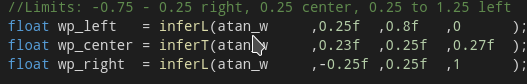 //Limits: -0.75 - 0.25 right, 0.25 center, 0.25 to 1.25 left
float wp_left   = inferL(atan_w     ,0.25f  ,0.8f   ,0      );
float wp_center = inferT(atan_w     ,0.23f  ,0.25f  ,0.27f  );
float wp_right  = inferL(atan_w     ,-0.25f ,0.25f  ,1      );